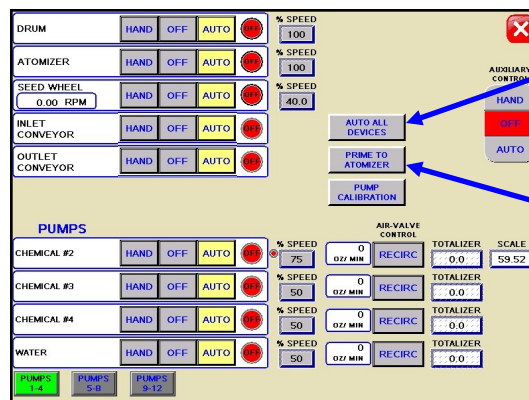 % SPEED
DRUM HAND OFF AUTO OFF 100
% SPEED
ATOMIZER HAND OFF AUTO OFF 100
AUXILIARY
CONTROL
SEED WHEEL % SPEED
0.00 RPM HAND OFF AUTO OFF 40.0
HAND
OFF
AUTO
INLET
CONVEYOR HAND OFF AUTO OFF
AUTO ALL
DEVICES
OUTLET
CONVEYOR HAND OFF AUTO OFF
PRIME TO
ATOMIZER
PUMP
CALIBRATION
PUMPS
AIR-VALVE
CONTROL
% SPEED TOTALIZER SCALE
CHEMICAL #2 HAND OFF AUTO OFF 75 0 OZ/ MIN RECIRC 0.0 59.52
% SPEED TOTALIZER
CHEMICAL #3 HAND OFF AUTO OFF 50 0 OZ/ MIN RECIRC 0.0
% SPEED TOTALIZER
CHEMICAL #4 HAND OFF AUTO OFF 50 0 OZ/ MIN RECIRC 0.0
% SPEED TOTALIZER
WATER HAND OFF AUTO OFF 50 0 OZ/ MIN RECIRC 0.0
PUMPS
1-4
PUMPS
5-8
PUMPS
9-12